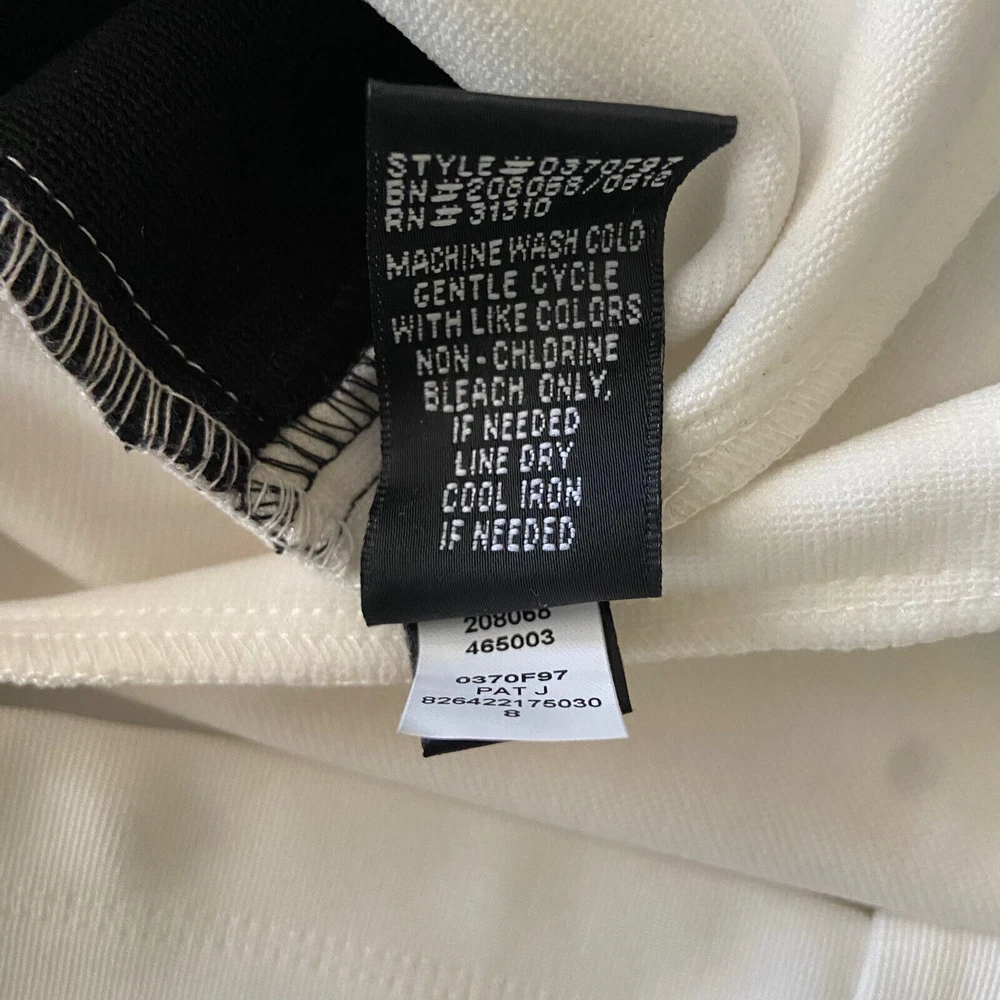 STYLE# 0370F97
BN# 208068/0612
RN# 31310
MACHINE WASH COLD
GENTLE CYCLE
WITH LIKE COLORS
NON-CHLORINE
BLEACH ONLY,
IF NEEDED
LINE DRY
COOL IRON
IF NEEDED
208068
465003
0370F97
PAT J
826422175030
8